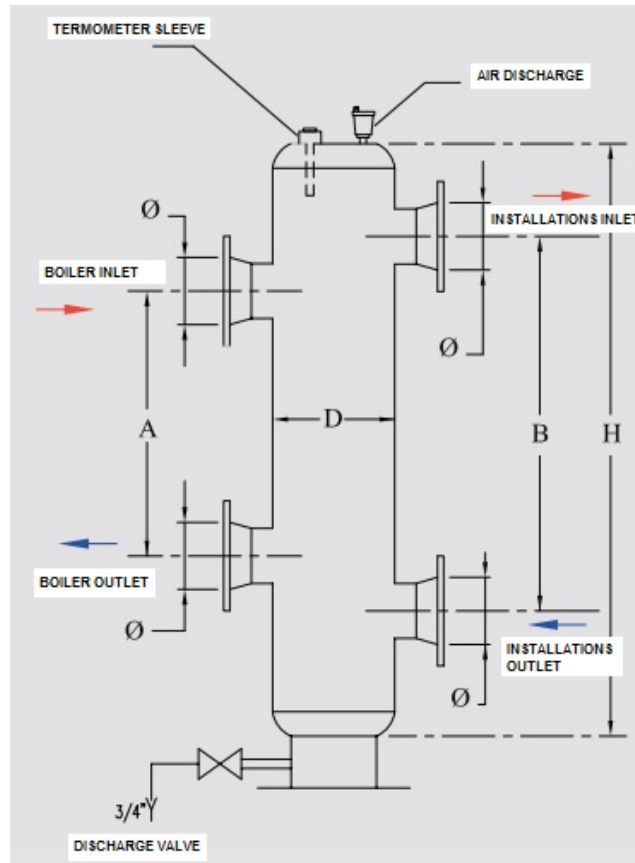 TERMOMETER SLEEVE
AIR DISCHARGE
Ø
INSTALLATIONS INLET
BOILER INLET
Ø
A
D
B
H
BOILER OUTLET
Ø
INSTALLATIONS
OUTLET
Ø
3/4"
DISCHARGE VALVE